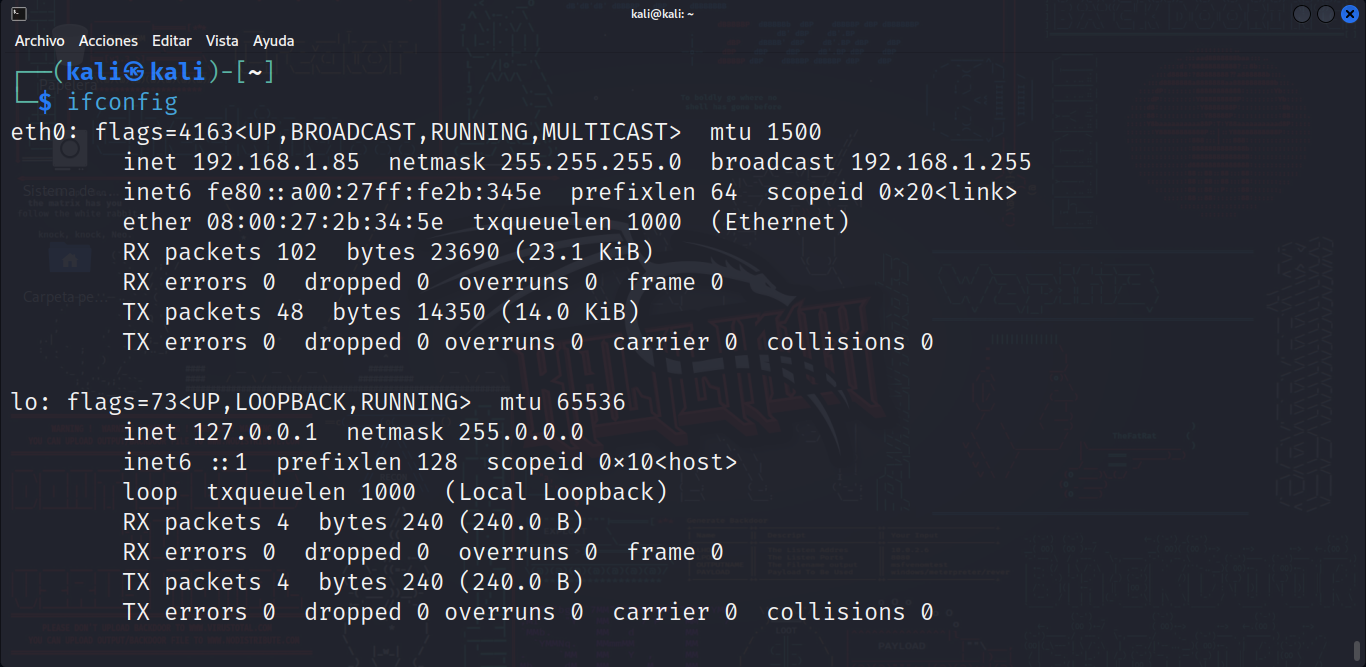 kali@kali: ~
Archivo Acciones Editar Vista Ayuda
┌──(kali㉿kali)-[~]
└─$ ifconfig
eth0: flags=4163<UP,BROADCAST,RUNNING,MULTICAST>  mtu 1500
        inet 192.168.1.85  netmask 255.255.255.0  broadcast 192.168.1.255
        inet6 fe80::a00:27ff:fe2b:345e  prefixlen 64  scopeid 0x20<link>
        ether 08:00:27:2b:34:5e  txqueuelen 1000  (Ethernet)
        RX packets 102  bytes 23690 (23.1 KiB)
        RX errors 0  dropped 0  overruns 0  frame 0
        TX packets 48  bytes 14350 (14.0 KiB)
        TX errors 0  dropped 0 overruns 0  carrier 0  collisions 0
lo: flags=73<UP,LOOPBACK,RUNNING>  mtu 65536
        inet 127.0.0.1  netmask 255.0.0.0
        inet6 ::1  prefixlen 128  scopeid 0x10<host>
        loop  txqueuelen 1000  (Local Loopback)
        RX packets 4  bytes 240 (240.0 B)
        RX errors 0  dropped 0  overruns 0  frame 0
        TX packets 4  bytes 240 (240.0 B)
        TX errors 0  dropped 0 overruns 0  carrier 0  collisions 0
Sistema de ...
Carpeta pe...